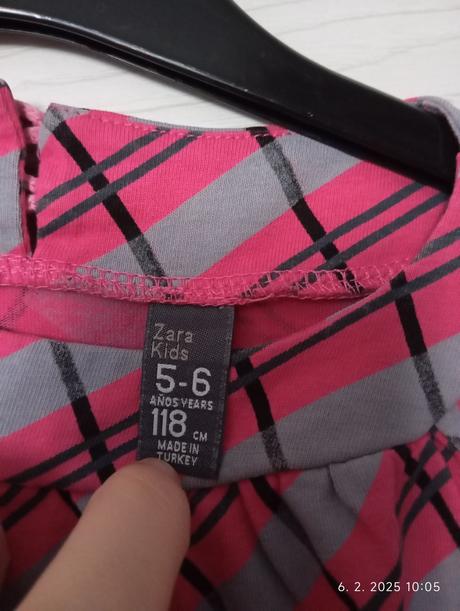 Zara
Kids
5-6
AÑOS YEARS
118 CM
MADE IN
TURKEY
6. 2. 2025 10:05